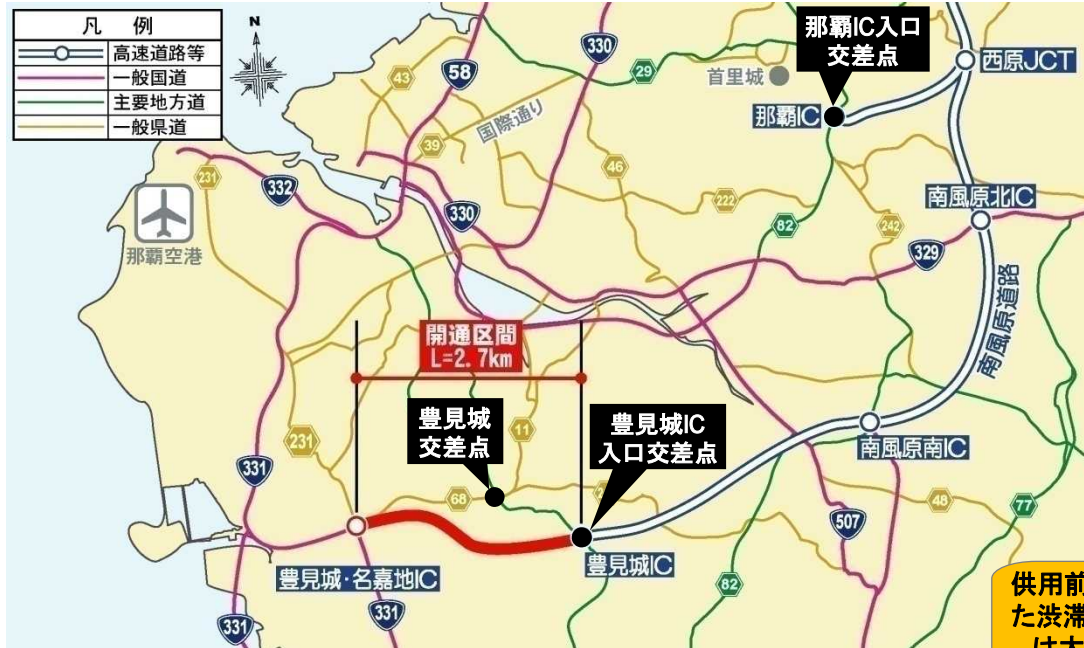 凡 例
高速道路等
一般国道
主要地方道
一般県道
N
那覇IC入口
交差点
西原JCT
首里城
那覇IC
330
58
29
43
国際通り
39
46
231
332
那覇空港
330
222
82
242
南風原北IC
329
南風原道路
開通区間
L=2.7km
豊見城
交差点
11
豊見城IC
入口交差点
231
331
68
南風原南IC
48
77
507
豊見城・名嘉地IC
豊見城IC
82
331
331
供用前
た渋滞
は大